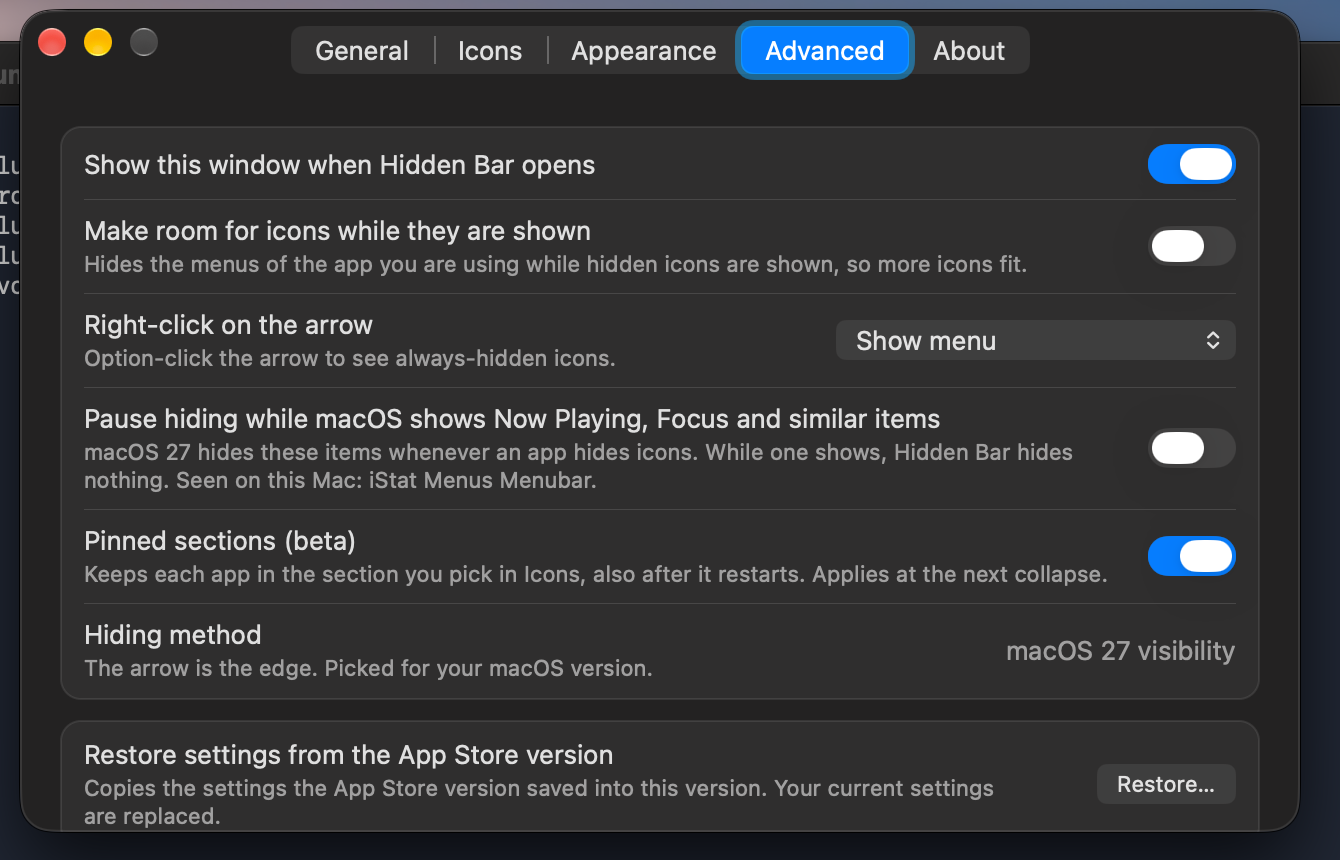 General
Icons
Appearance
Advanced
About
Show this window when Hidden Bar opens
Make room for icons while they are shown
Hides the menus of the app you are using while hidden icons are shown, so more icons fit.
Right-click on the arrow
Option-click the arrow to see always-hidden icons.
Show menu
Pause hiding while macOS shows Now Playing, Focus and similar items
macOS 27 hides these items whenever an app hides icons. While one shows, Hidden Bar hides
nothing. Seen on this Mac: iStat Menus Menubar.
Pinned sections (beta)
Keeps each app in the section you pick in Icons, also after it restarts. Applies at the next collapse.
Hiding method
The arrow is the edge. Picked for your macOS version.
macOS 27 visibility
Restore settings from the App Store version
Copies the settings the App Store version saved into this version. Your current settings
are replaced.
Restore...